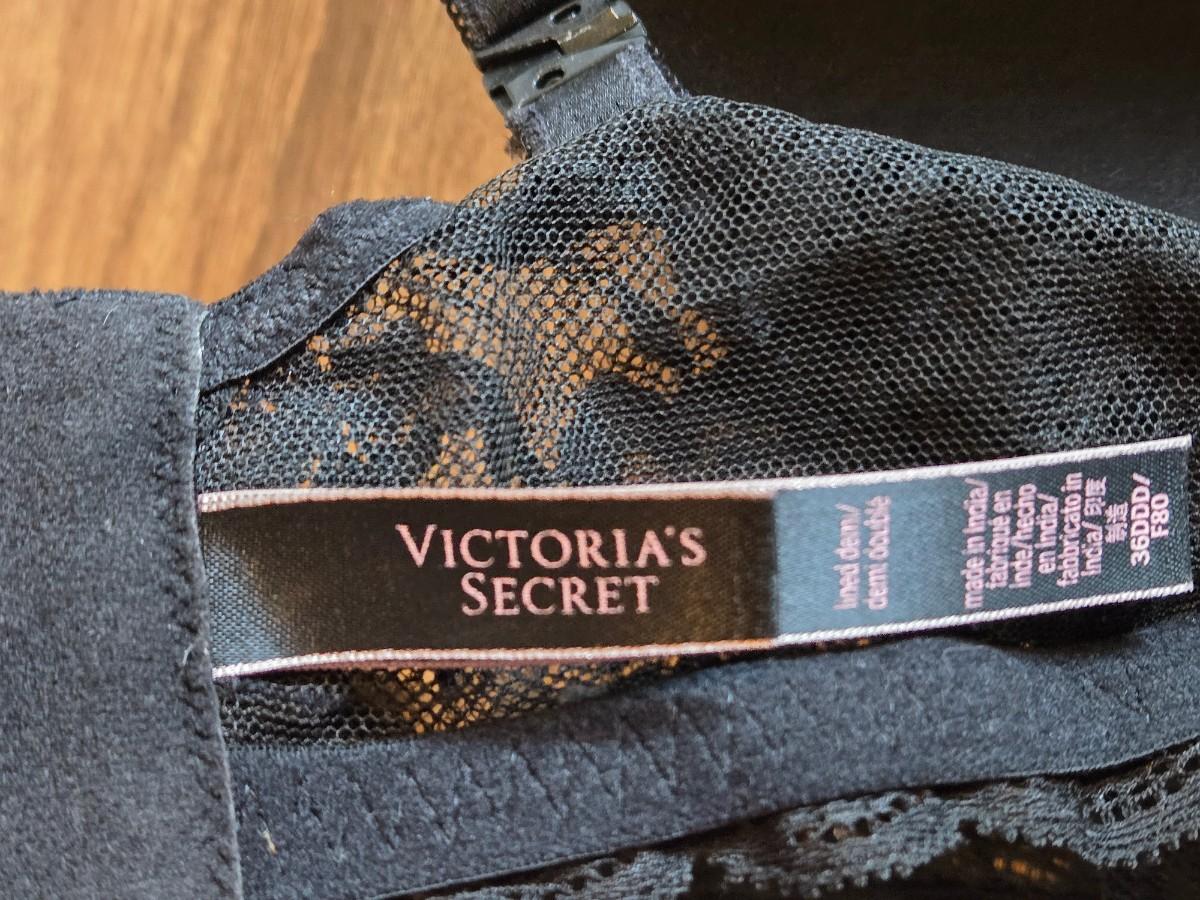 VICTORIA'S
SECRET
lined demi/
demi doublé
made in India/
fabriqué en
inde/hecho
en india/
fabbricato in
india/ 印度
制造
36DDD/
F80